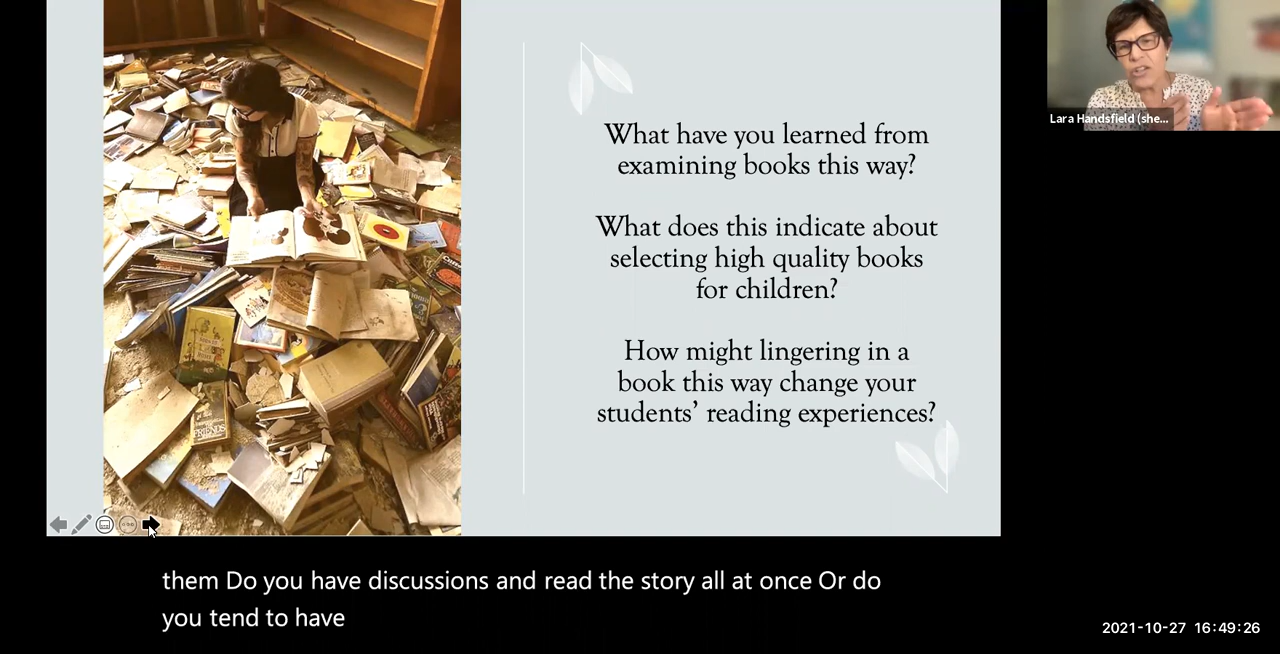 What have you learned from
examining books this way?
What does this indicate about
selecting high quality books
for children?
How might lingering in a
book this way change your
students’ reading experiences?
Lara Handsfield (she...
FRIENDS
them Do you have discussions and read the story all at once Or do
you tend to have
2021-10-27 16:49:26